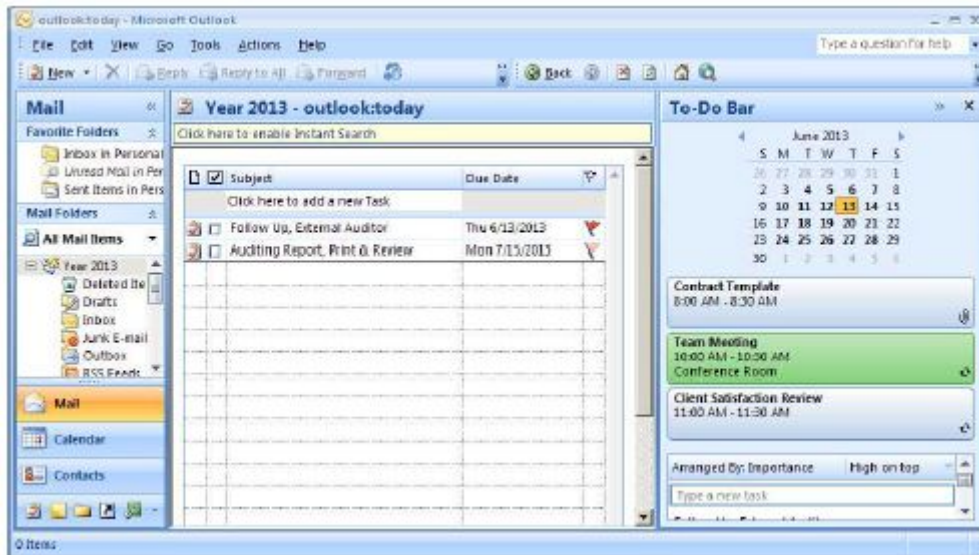 outlook:today - Microsoft Outlook
File Edit View Go Tools Actions Help
Type a question for help
New Reply Reply to All Forward Back
Mail
Favorite Folders
Inbox in Personal
Unread Mail in Per
Sent Items in Pers
Mail Folders
All Mail Items
Year 2013
Deleted Ite
Drafts
Inbox
Junk E-mail
Outbox
RSS Feeds
Mail
Calendar
Contacts
0 Items
Year 2013 - outlook:today
Click here to enable Instant Search
Subject Due Date
Click here to add a new Task
Follow Up, External Auditor Thu 6/13/2013
Auditing Report, Print & Review Mon 7/15/2013
To-Do Bar
June 2013
S M T W T F S
26 27 28 29 30 31 1
2 3 4 5 6 7 8
9 10 11 12 13 14 15
16 17 18 19 20 21 22
23 24 25 26 27 28 29
30 1 2 3 4 5 6
Contract Template
8:00 AM - 8:30 AM
Team Meeting
10:00 AM - 10:30 AM
Conference Room
Client Satisfaction Review
11:00 AM - 11:30 AM
Arranged By: Importance High on top
Type a new task